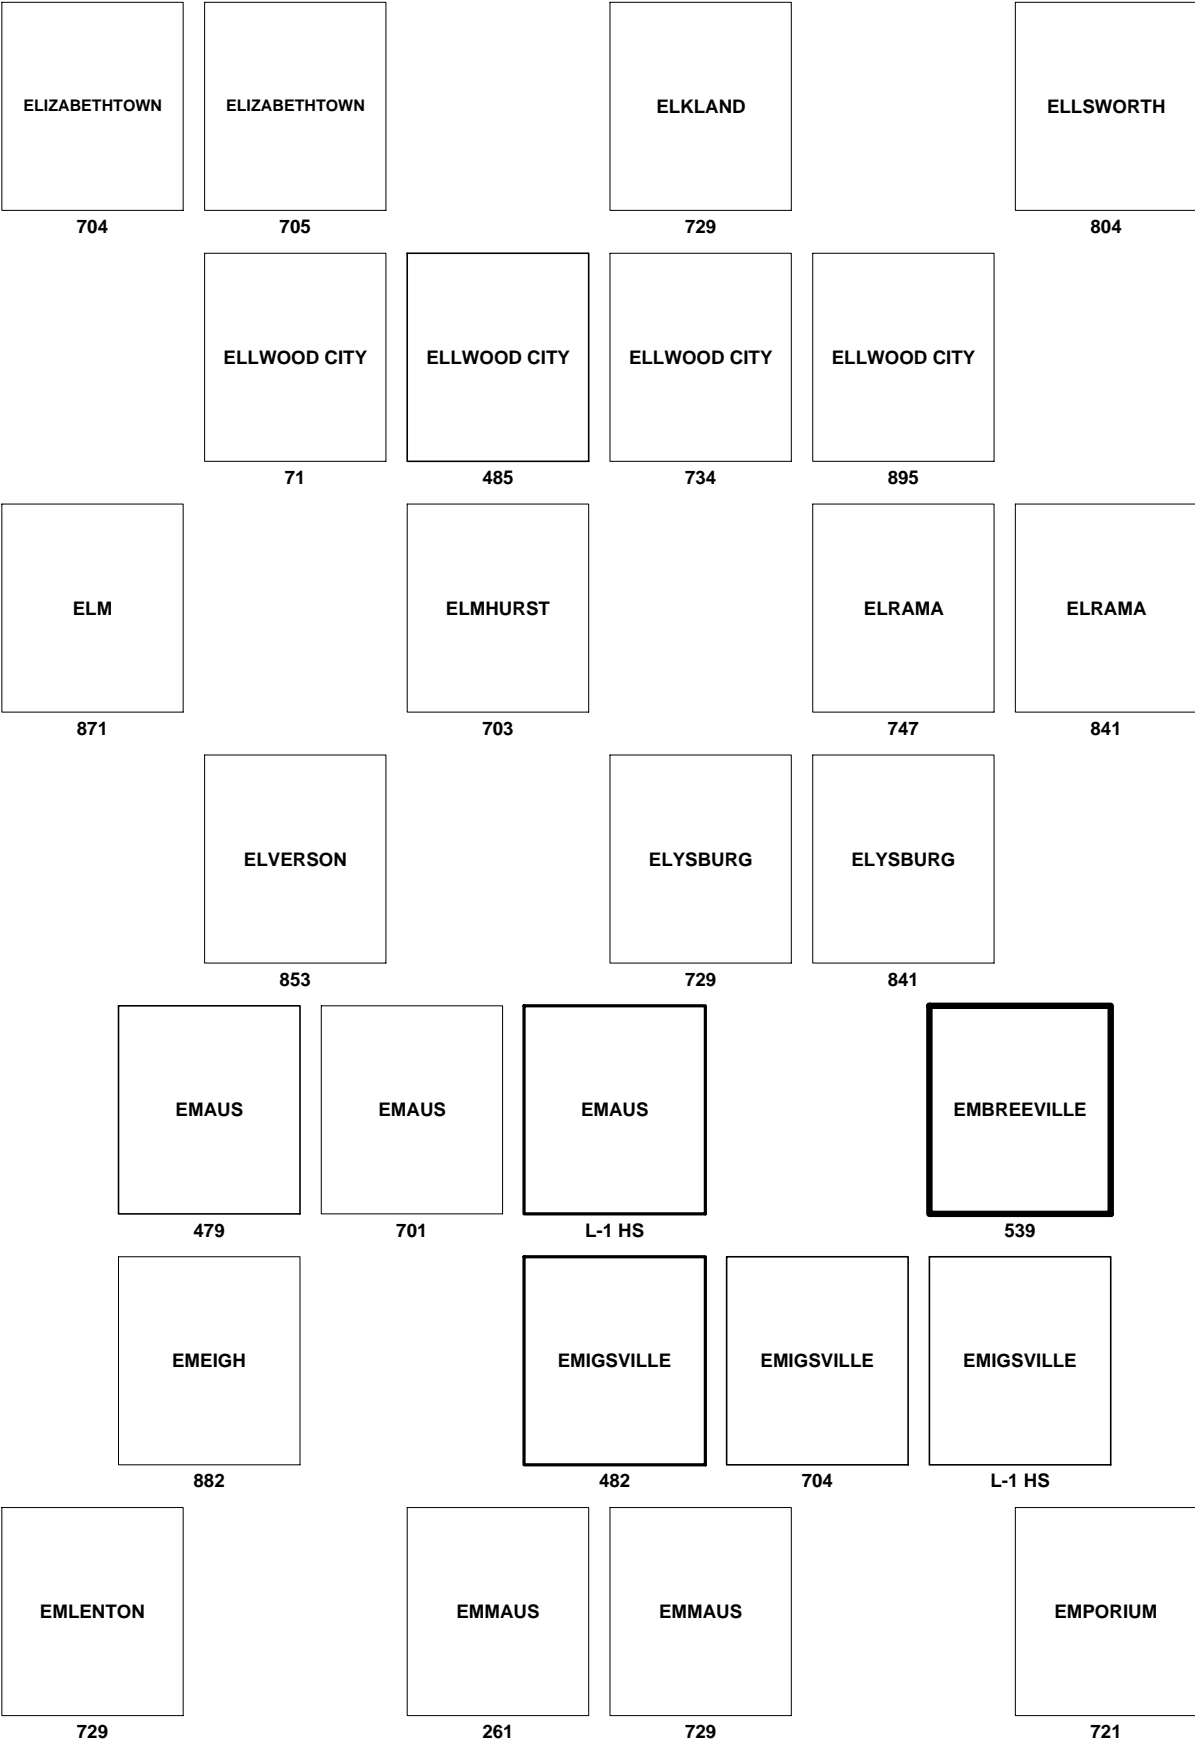 ELIZABETHTOWN ELIZABETHTOWN ELKLAND ELLSWORTH
704 705 729 804
ELLWOOD CITY ELLWOOD CITY ELLWOOD CITY ELLWOOD CITY
71 485 734 895
ELM ELMHURST ELRAMA ELRAMA
871 703 747 841
ELVERSON ELYSBURG ELYSBURG
853 729 841
EMAUS EMAUS EMAUS EMBREEVILLE
479 701 L-1 HS 539
EMEIGH EMIGSVILLE EMIGSVILLE EMIGSVILLE
882 482 704 L-1 HS
EMLENTON EMMAUS EMMAUS EMPORIUM
729 261 729 721